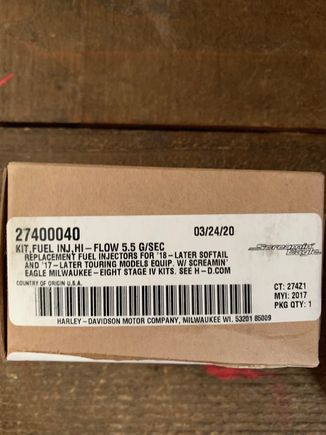 27400040 03/24/20
KIT,FUEL INJ,HI-FLOW 5.5 G/SEC
REPLACEMENT FUEL INJECTORS FOR '18-LATER SOFTAIL
AND '17-LATER TOURING MODELS EQUIP. W/ SCREAMIN'
EAGLE MILWAUKEE-EIGHT STAGE IV KITS. SEE H-D.COM
Screamin' Eagle
COUNTRY OF ORIGIN U.S.A.
CT: 274Z1
MYI: 2017
PKG QTY: 1
HARLEY-DAVIDSON MOTOR COMPANY, MILWAUKEE WI. 53201 85009